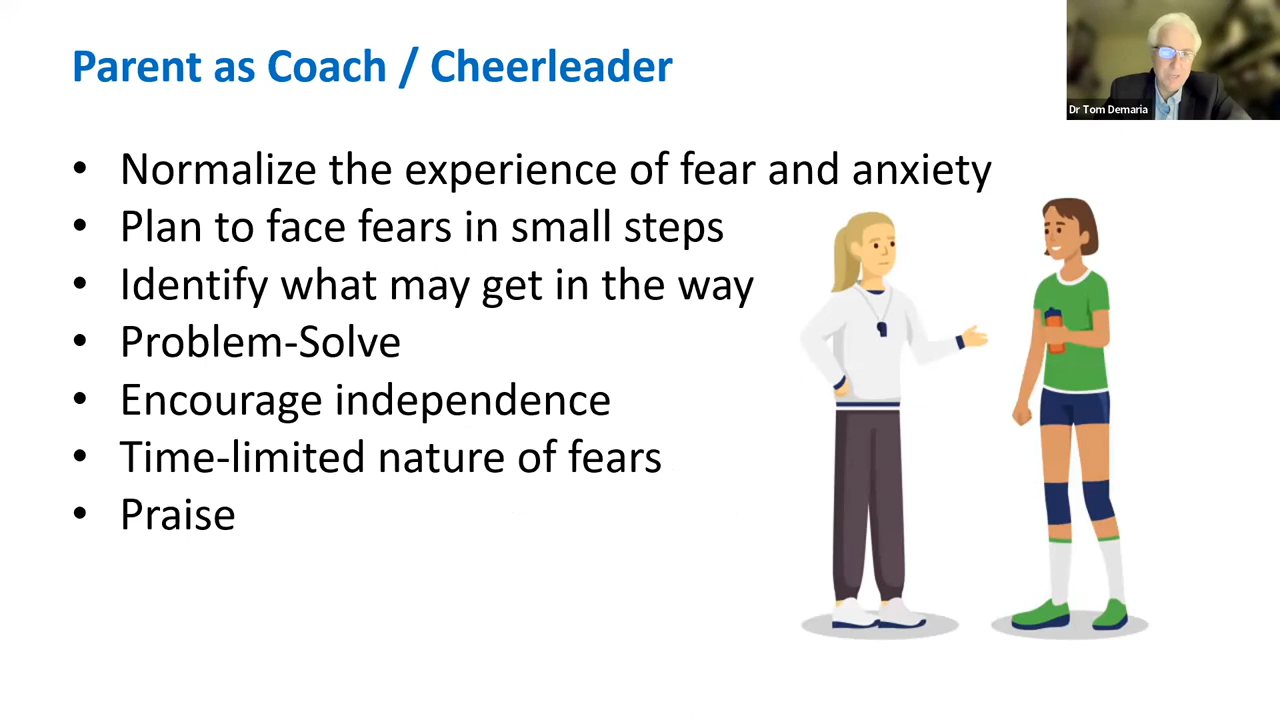 Parent as Coach / Cheerleader
Dr Tom Demaria
• Normalize the experience of fear and anxiety
• Plan to face fears in small steps
• Identify what may get in the way
• Problem-Solve
• Encourage independence
• Time-limited nature of fears
• Praise